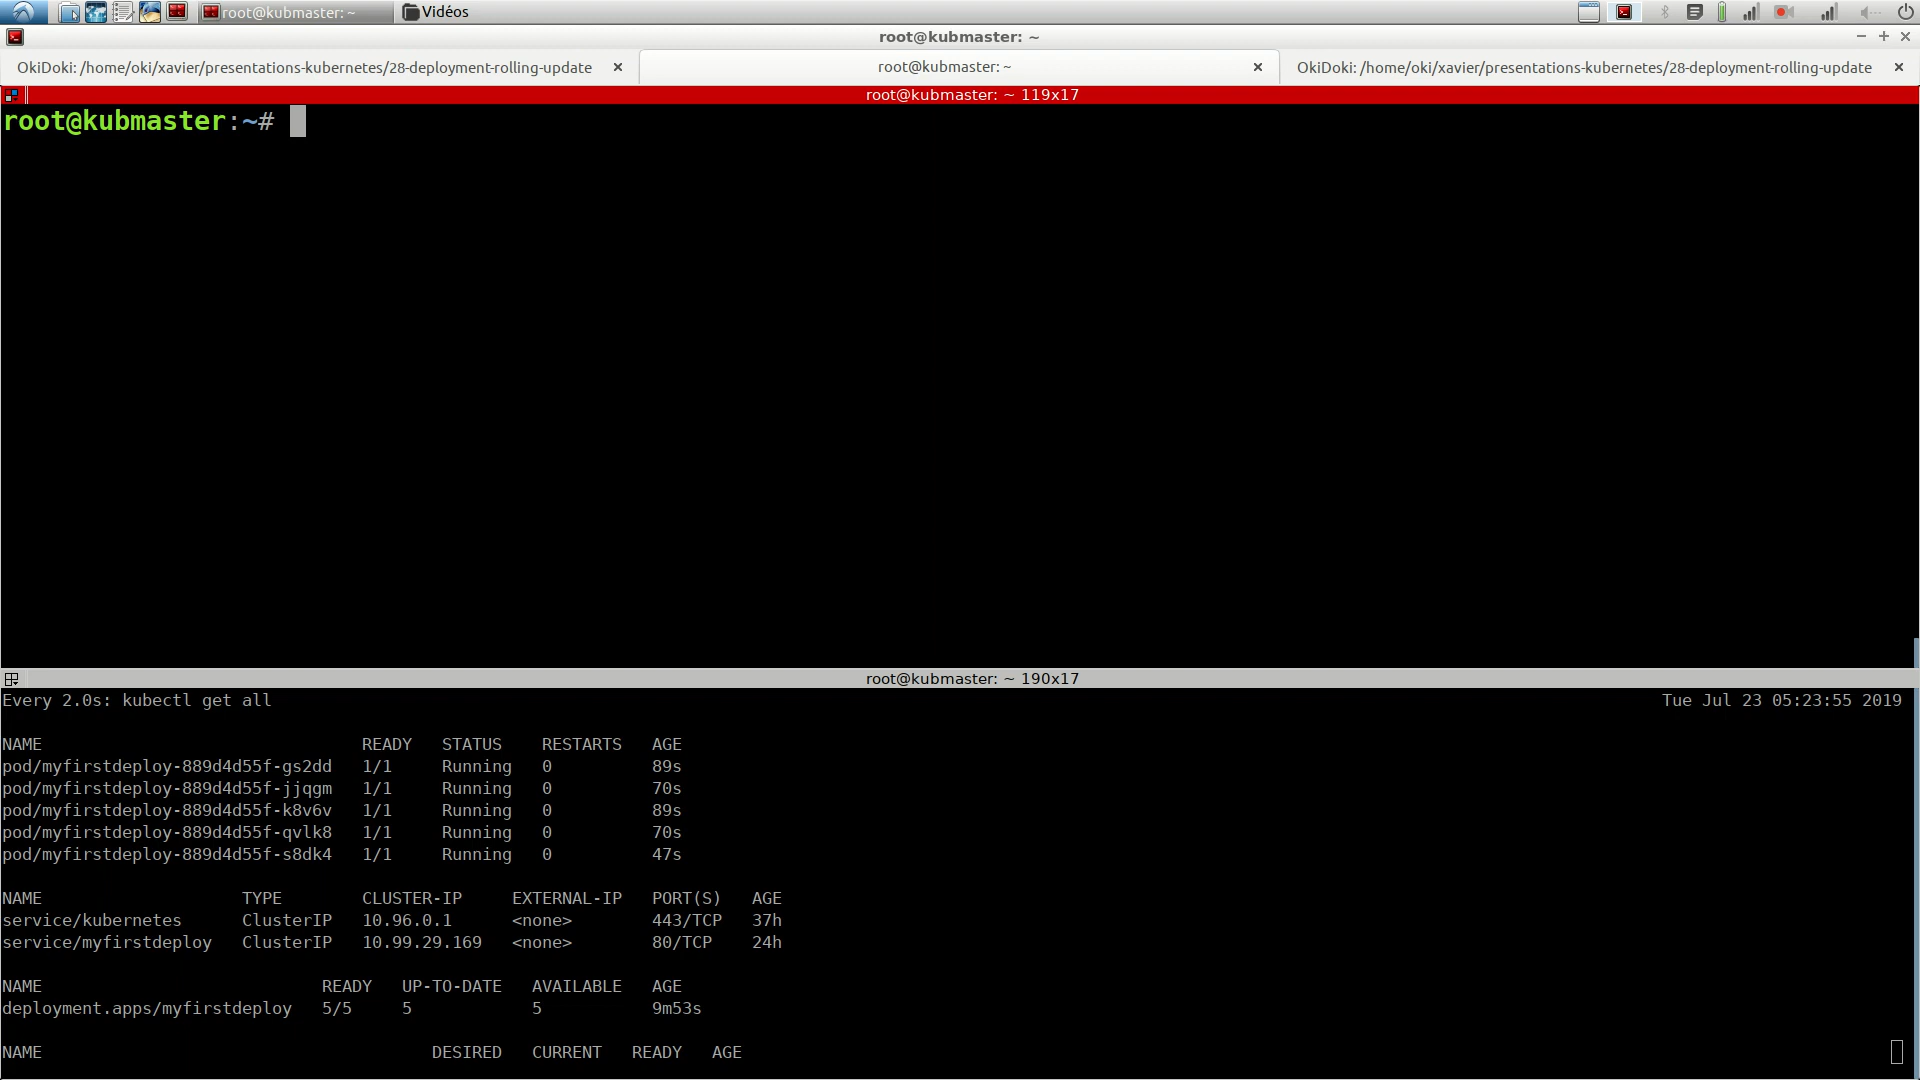 root@kubmaster: ~
Vidéos
root@kubmaster: ~
OkiDoki: /home/oki/xavier/presentations-kubernetes/28-deployment-rolling-update
root@kubmaster: ~
OkiDoki: /home/oki/xavier/presentations-kubernetes/28-deployment-rolling-update
root@kubmaster: ~ 119x17
root@kubmaster:~#
root@kubmaster: ~ 190x17
Every 2.0s: kubectl get all Tue Jul 23 05:23:55 2019
NAME READY STATUS RESTARTS AGE
pod/myfirstdeploy-889d4d55f-gs2dd 1/1 Running 0 89s
pod/myfirstdeploy-889d4d55f-jjqgm 1/1 Running 0 70s
pod/myfirstdeploy-889d4d55f-k8v6v 1/1 Running 0 89s
pod/myfirstdeploy-889d4d55f-qvlk8 1/1 Running 0 70s
pod/myfirstdeploy-889d4d55f-s8dk4 1/1 Running 0 47s
NAME TYPE CLUSTER-IP EXTERNAL-IP PORT(S) AGE
service/kubernetes ClusterIP 10.96.0.1 <none> 443/TCP 37h
service/myfirstdeploy ClusterIP 10.99.29.169 <none> 80/TCP 24h
NAME READY UP-TO-DATE AVAILABLE AGE
deployment.apps/myfirstdeploy 5/5 5 5 9m53s
NAME DESIRED CURRENT READY AGE